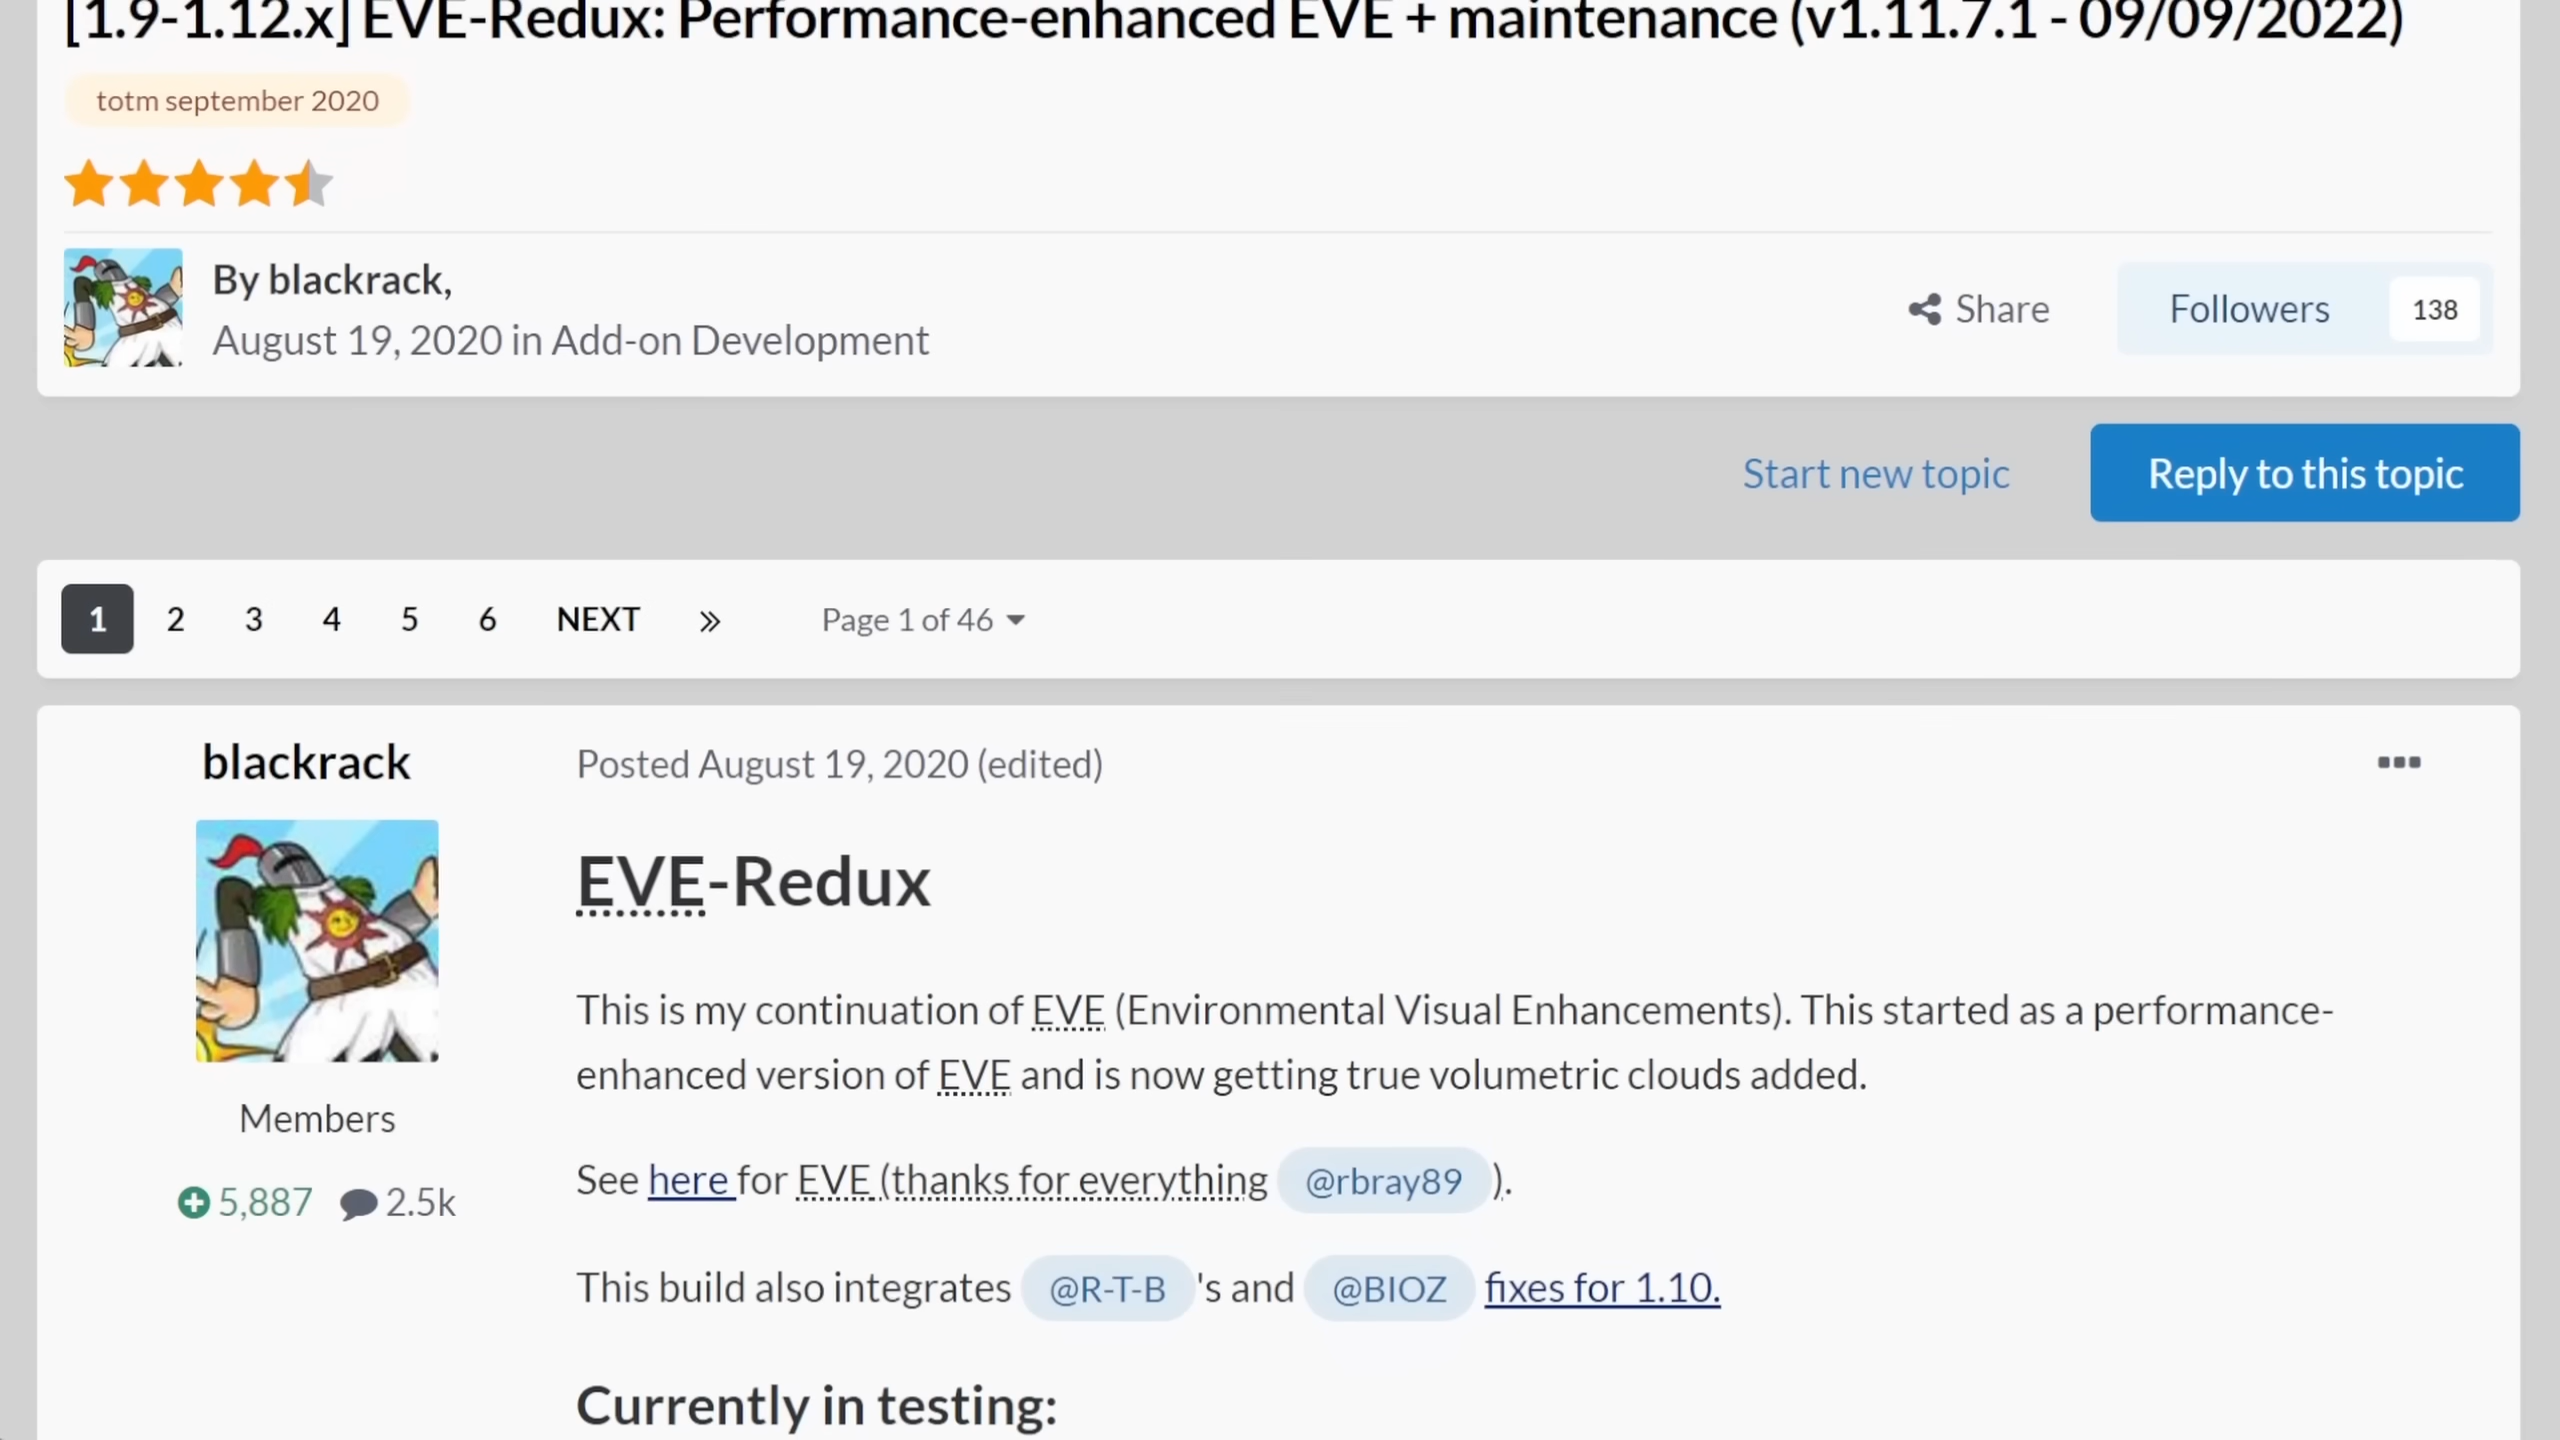 [1.9-1.12.x] EVE-Redux: Performance-enhanced EVE + maintenance (v1.11.7.1 - 09/09/2022)
totm september 2020
By blackrack,
August 19, 2020 in Add-on Development
Share
Followers 138
Start new topic
Reply to this topic
1 2 3 4 5 6 NEXT » Page 1 of 46
blackrack
Posted August 19, 2020 (edited)
EVE-Redux
This is my continuation of EVE (Environmental Visual Enhancements). This started as a performance-
enhanced version of EVE and is now getting true volumetric clouds added.
Members
See here for EVE (thanks for everything @rbray89 ).
5,887 2.5k
This build also integrates @R-T-B 's and @BIOZ fixes for 1.10.
Currently in testing: